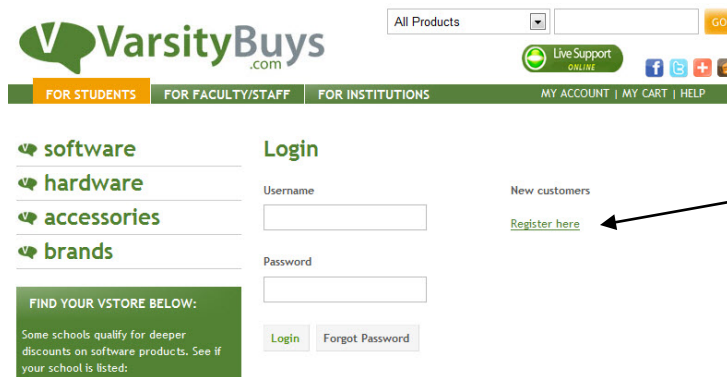 All Products
GO
VarsityBuys
.com
Live Support
ONLINE
FOR STUDENTS FOR FACULTY/STAFF FOR INSTITUTIONS MY ACCOUNT | MY CART | HELP
software
hardware
accessories
brands
FIND YOUR VSTORE BELOW:
Some schools qualify for deeper
discounts on software products. See if
your school is listed:
Login
Username
Password
Login Forgot Password
New customers
Register here